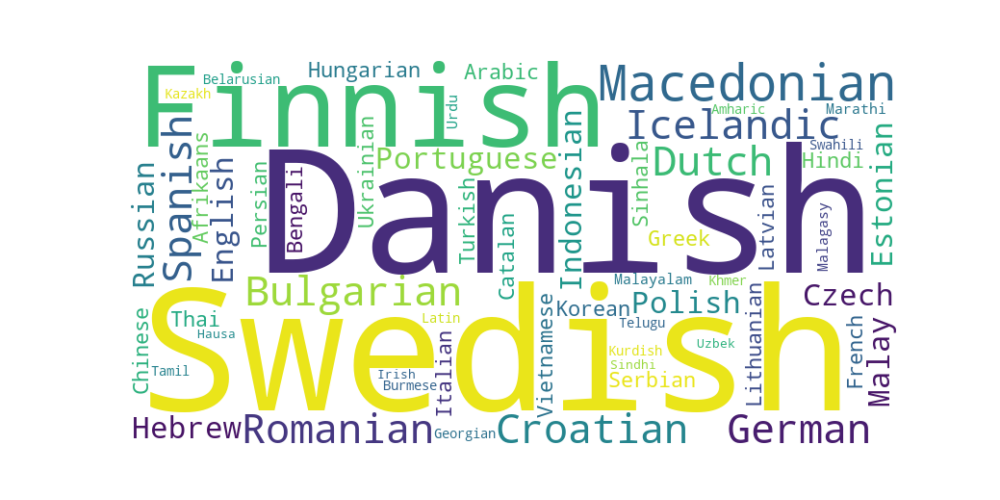 Finnish
Danish
Swedish
Macedonian
Icelandic
Hungarian
Arabic
Belarusian
Kazakh
Urdu
Amharic
Marathi
Swahili
Hindi
Dutch
Portuguese
Spanish
Russian
Afrikaans
English
Persian
Bengali
Ukrainian
Turkish
Catalan
Indonesian
Sinhala
Greek
Latvian
Malagasy
Estonian
Bulgarian
Malayalam
Khmer
Korean
Polish
Czech
Thai
Chinese
Hausa
Tamil
Latin
Telugu
Vietnamese
Kurdish
Sindhi
Uzbek
Serbian
Lithuanian
French
Malay
Irish
Burmese
Italian
Hebrew
Romanian
Georgian
Croatian
German